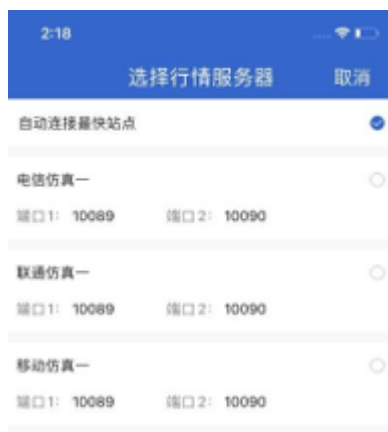 2:18
选择行情服务器 取消
自动连接最快站点
电信仿真一
端口1: 10089 端口2: 10090
联通仿真一
端口1: 10089 端口2: 10090
移动仿真一
端口1: 10089 端口2: 10090